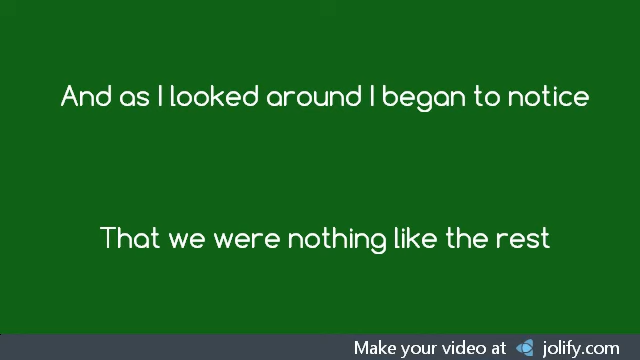 And as I looked around I began to notice
That we were nothing like the rest
Make your video at jolify.com